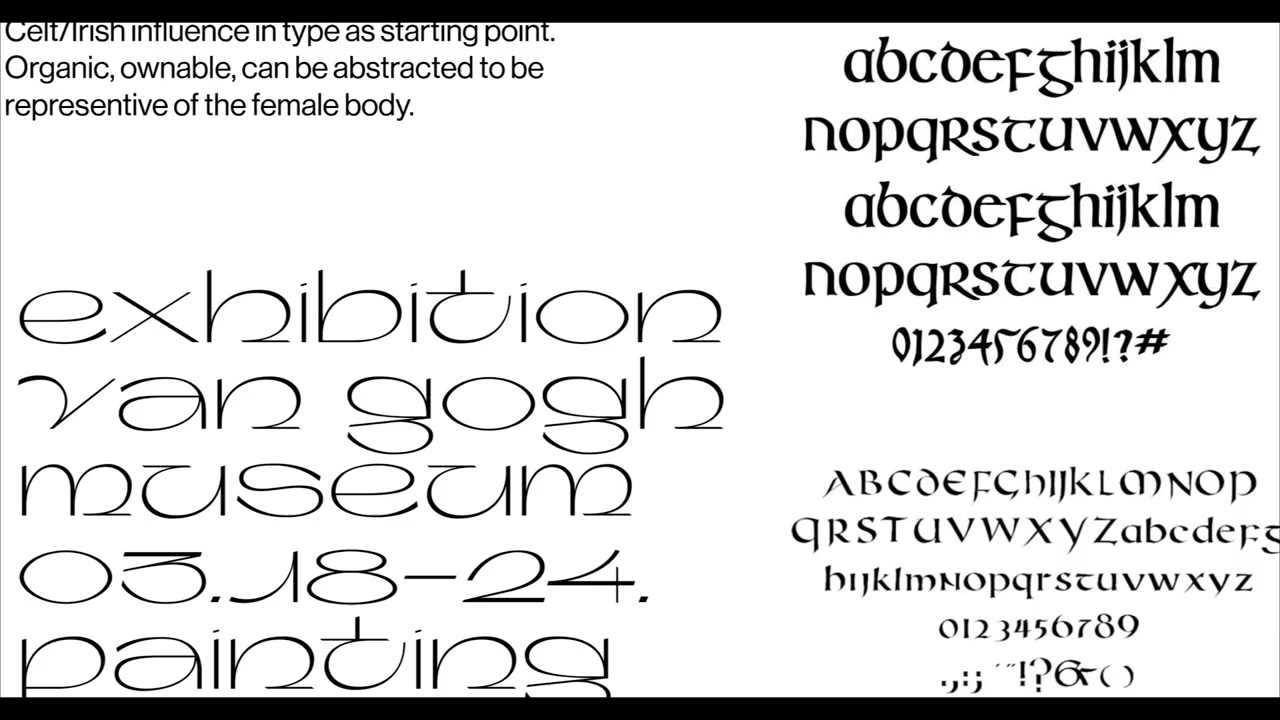 Celt/Irish influence in type as starting point.
Organic, ownable, can be abstracted to be
representive of the female body.
exhibition
van gogh
museum
03.18-24.
painting
abcdefghijklm
nopqrstuvwxyz
abcdefghijklm
nopqrstuvwxyz
0123456789!?#
ABCDEFGhIJKLMNOP
QRSTUVWXYZabcdefg
hijklmnopqrstuvwxyz
0123456789
.,:; ´¨!?&( )